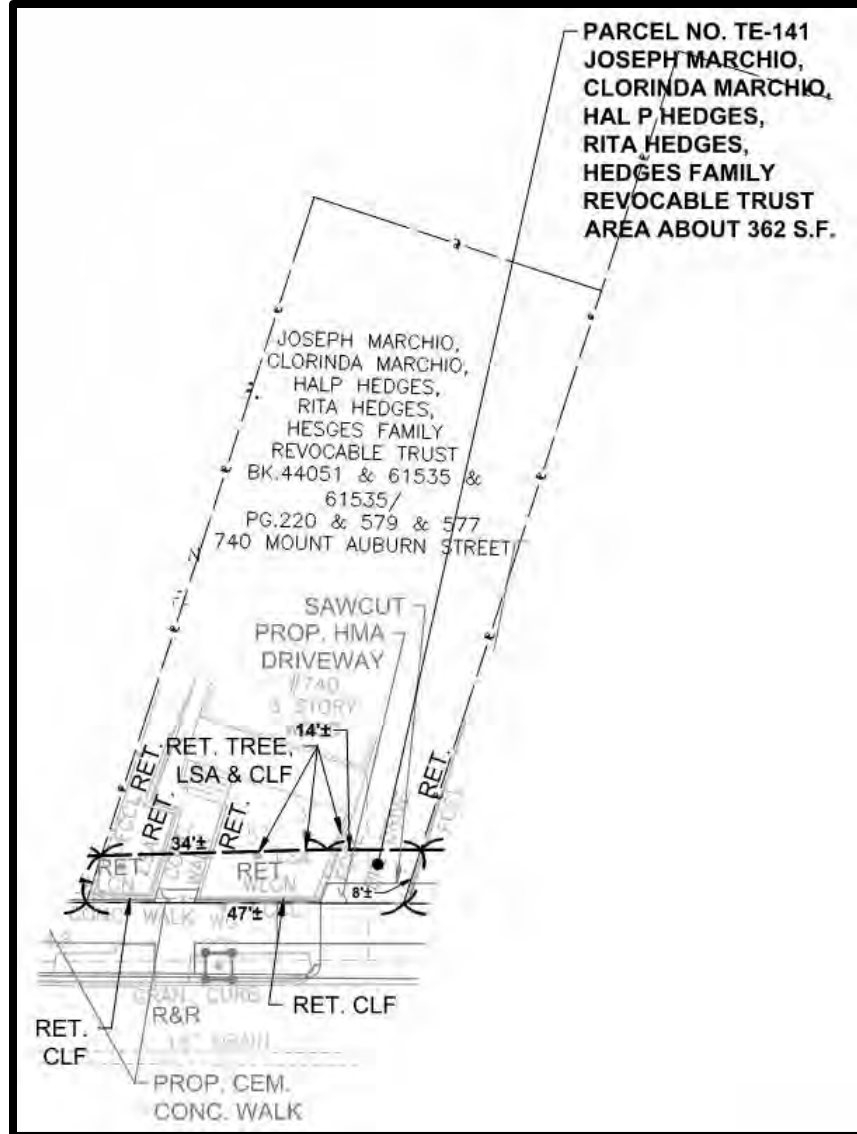 PARCEL NO. TE-141
JOSEPH MARCHIO,
CLORINDA MARCHIO,
HAL P HEDGES,
RITA HEDGES,
HEDGES FAMILY
REVOCABLE TRUST
AREA ABOUT 362 S.F.
JOSEPH MARCHIO,
CLORINDA MARCHIO,
HALP HEDGES,
RITA HEDGES,
HESGES FAMILY
REVOCABLE TRUST
BK.44051 & 61535 &
61535/
PG.220 & 579 & 577
740 MOUNT AUBURN STREET
SAWCUT
PROP. HMA
DRIVEWAY
#740
3 STORY
14'±
RET. TREE,
LSA & CLF
RET.
RET.
RET.
RET.
34'±
RET
RET
8'±
47'±
CONC WALK
GRAN. CURB
R&R
RET. CLF
RET.
CLF
DRAIN
PROP. CEM.
CONC. WALK